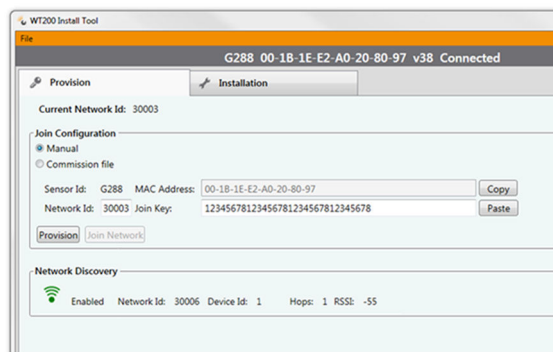 WT200 Install Tool
File
G288 00-1B-1E-E2-A0-20-80-97 v38 Connected
Provision Installation
Current Network Id: 30003
Join Configuration
Manual
Commission file
Sensor Id: G288 MAC Address: 00-1B-1E-E2-A0-20-80-97 Copy
Network Id: 30003 Join Key: 12345678123456781234567812345678 Paste
Provision Join Network
Network Discovery
Enabled Network Id: 30006 Device Id: 1 Hops: 1 RSSI: -55